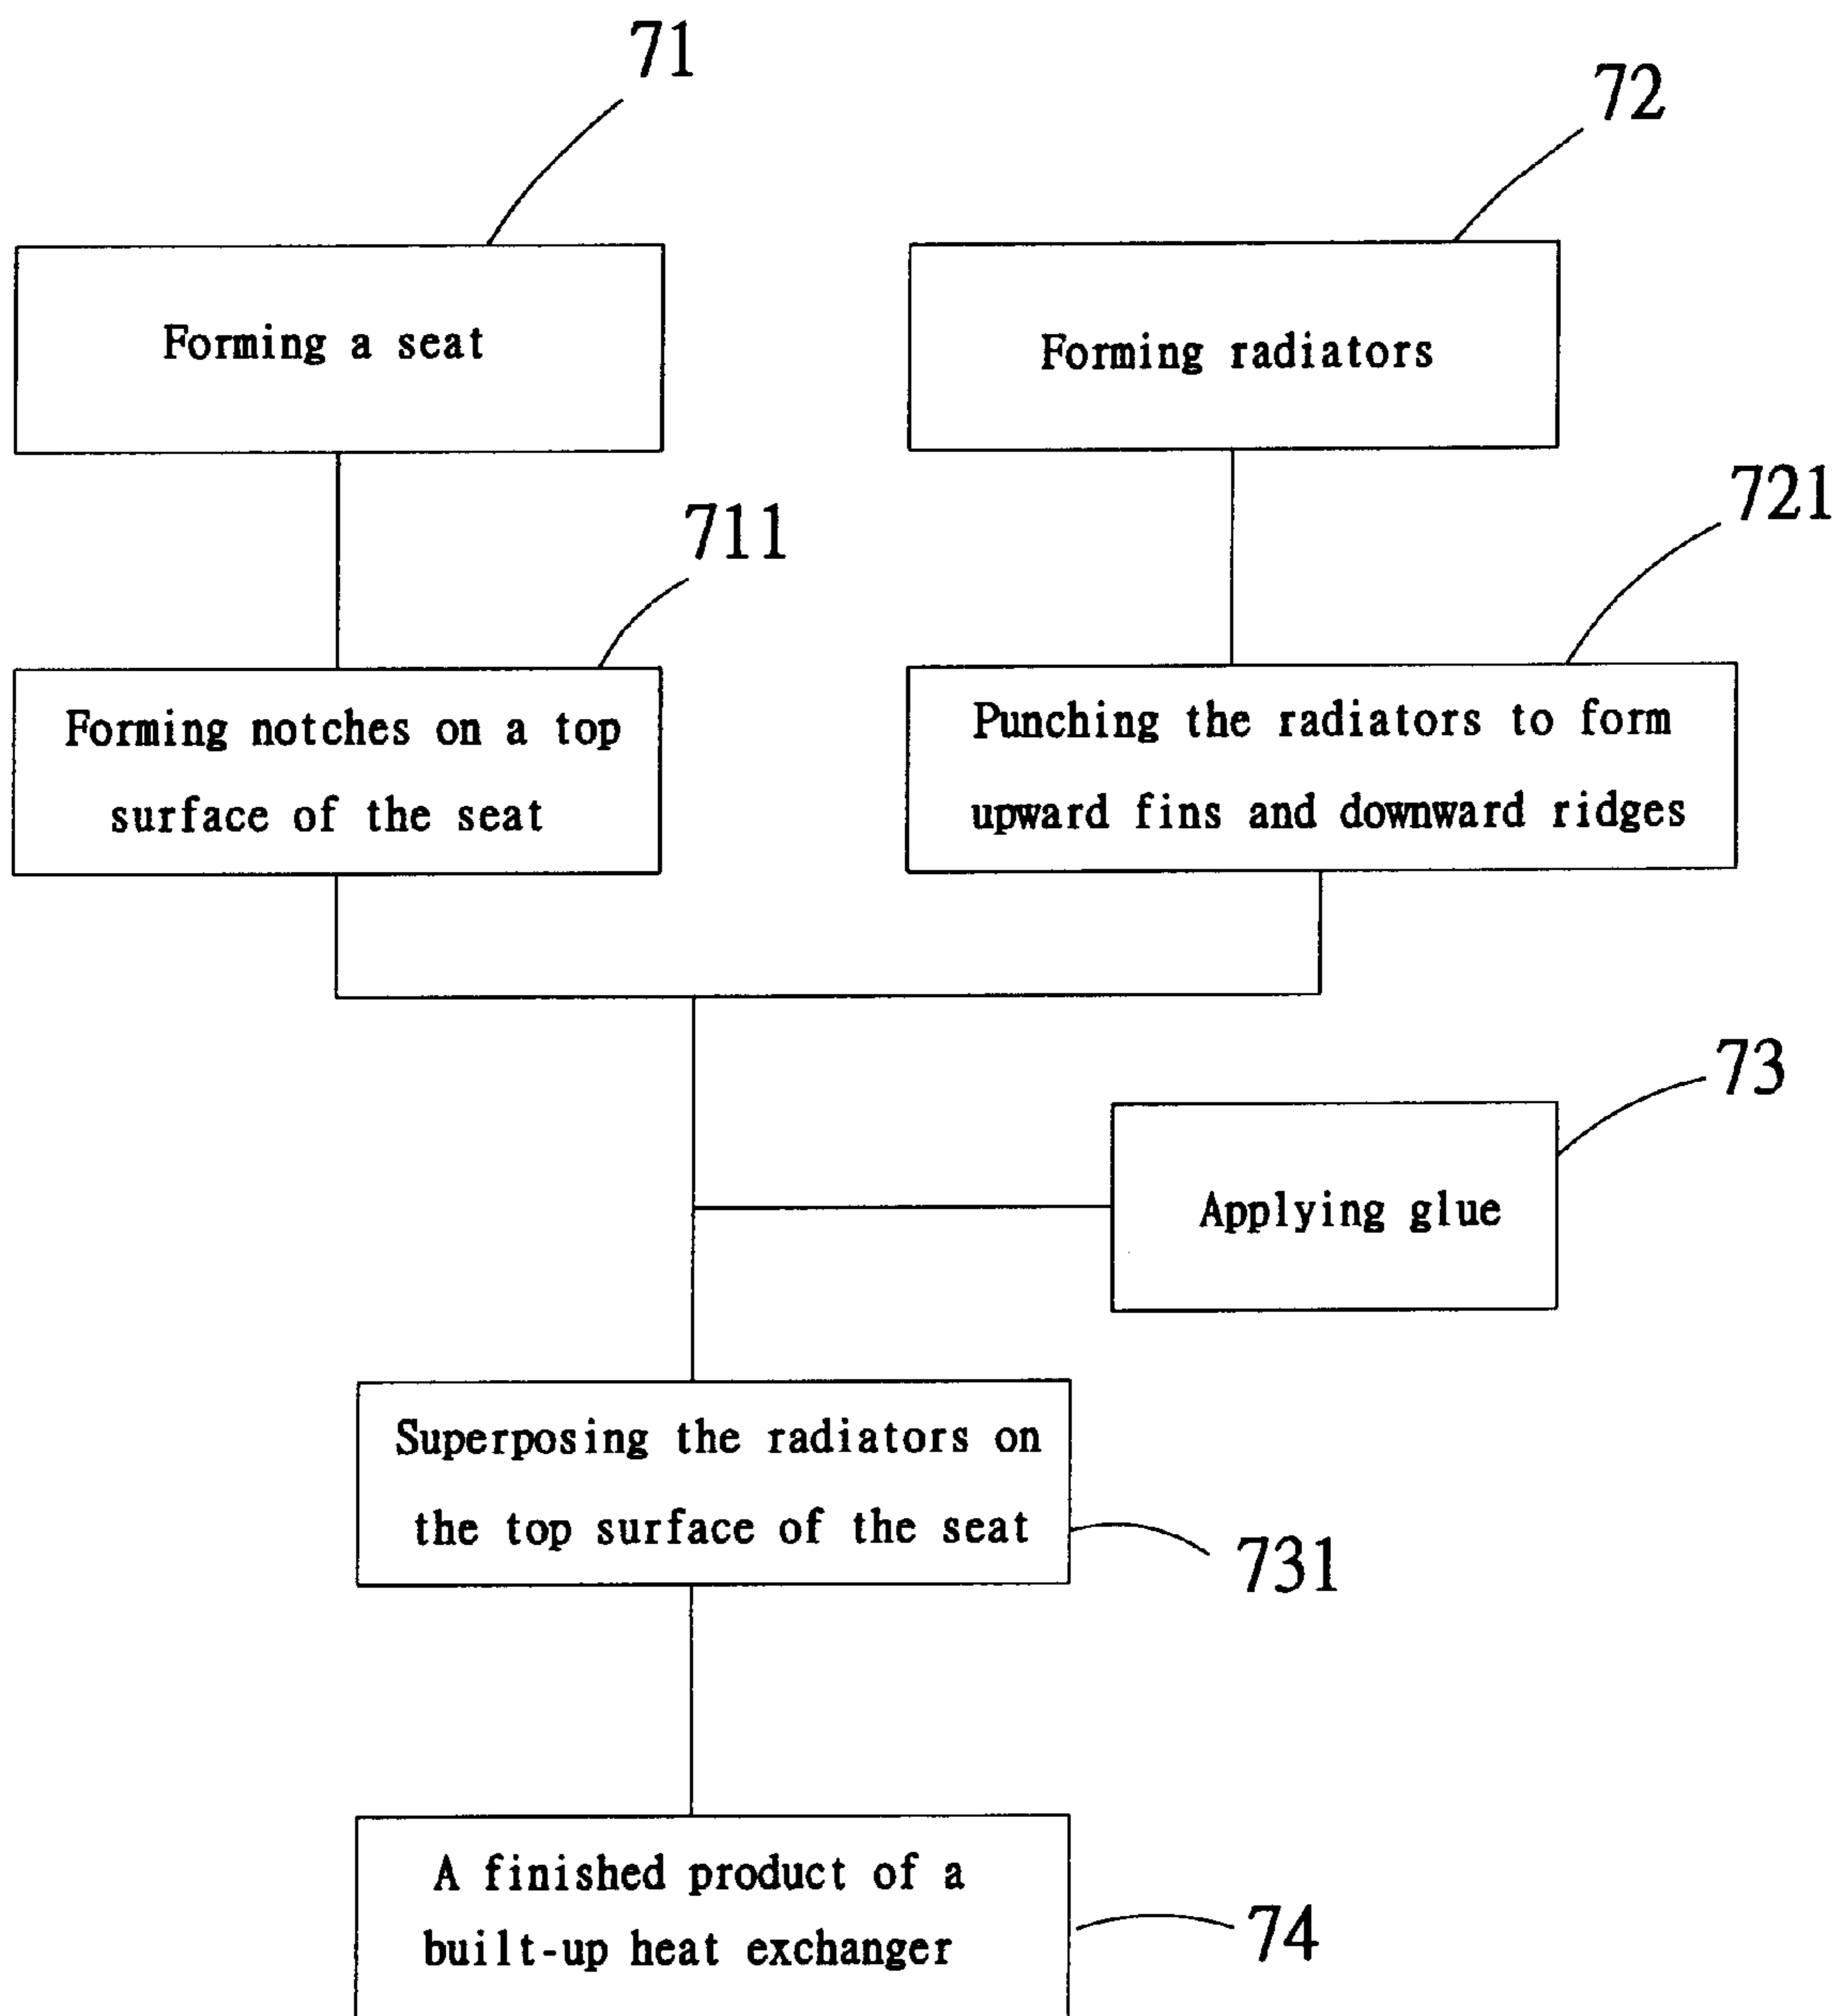 71
72
Forming a seat
Forming radiators
711
721
Forming notches on a top
surface of the seat
Punching the radiators to form
upward fins and downward ridges
73
Applying glue
Superposing the radiators on
the top surface of the seat
731
A finished product of a
built-up heat exchanger
74